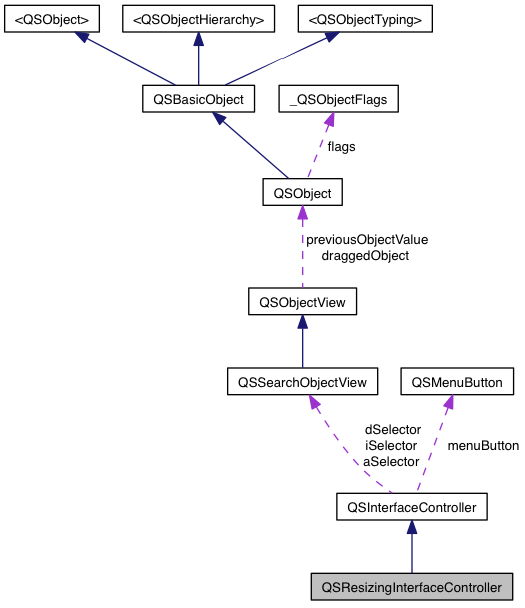 <QSObject>
<QSObjectHierarchy>
<QSObjectTyping>
QSBasicObject
_QSObjectFlags
flags
QSObject
previousObjectValue
draggedObject
QSObjectView
QSSearchObjectView
QSMenuButton
dSelector
iSelector
aSelector
menuButton
QSInterfaceController
QSResizingInterfaceController